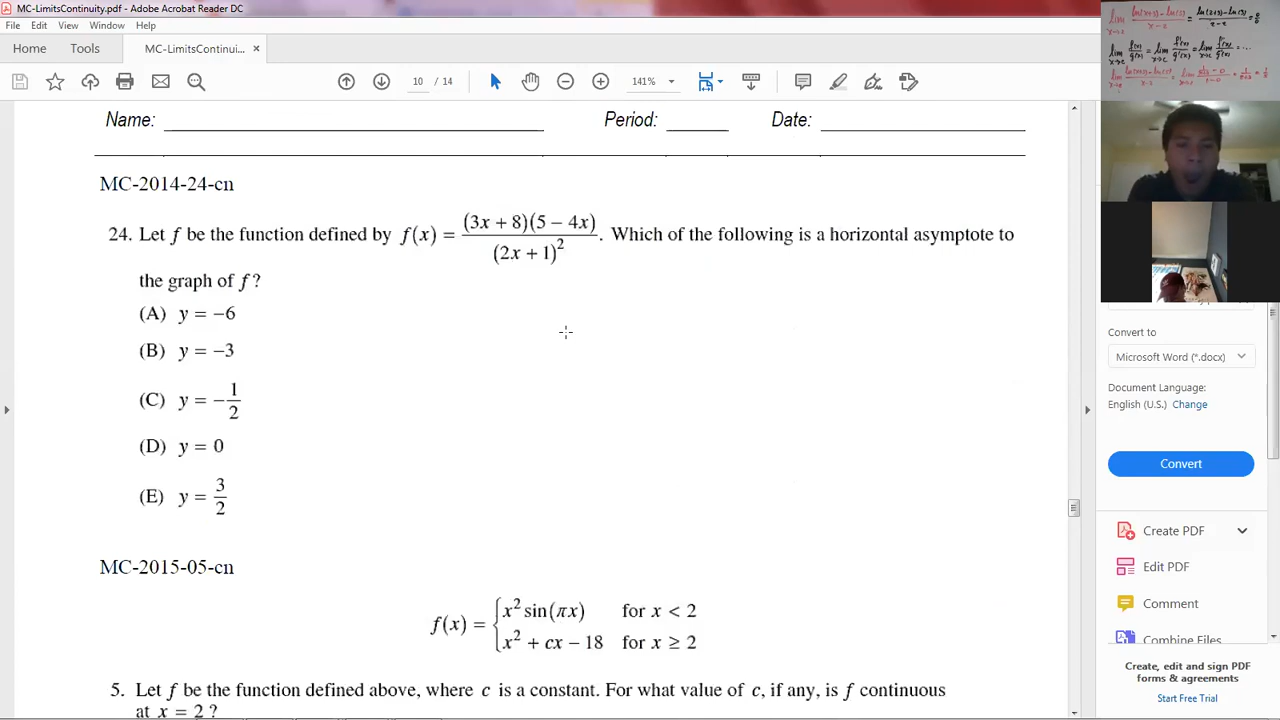 MC-LimitsContinuity.pdf - Adobe Acrobat Reader DC
File Edit View Window Help
Home Tools MC-LimitsContinui... ×
10 / 14 141%
Name: Period: Date:
MC-2014-24-cn
24. Let f be the function defined by f(x) = (3x + 8)(5 − 4x) / (2x + 1)². Which of the following is a horizontal asymptote to
the graph of f ?
(A) y = −6
(B) y = −3
(C) y = −1/2
(D) y = 0
(E) y = 3/2
MC-2015-05-cn
f(x) = { x² sin(πx) for x < 2
x² + cx − 18 for x ≥ 2
5. Let f be the function defined above, where c is a constant. For what value of c, if any, is f continuous
at x = 2 ?
Convert to
Microsoft Word (*.docx)
Document Language:
English (U.S.) Change
Convert
Create PDF
Edit PDF
Comment
Combine Files
Create, edit and sign PDF
forms & agreements
Start Free Trial